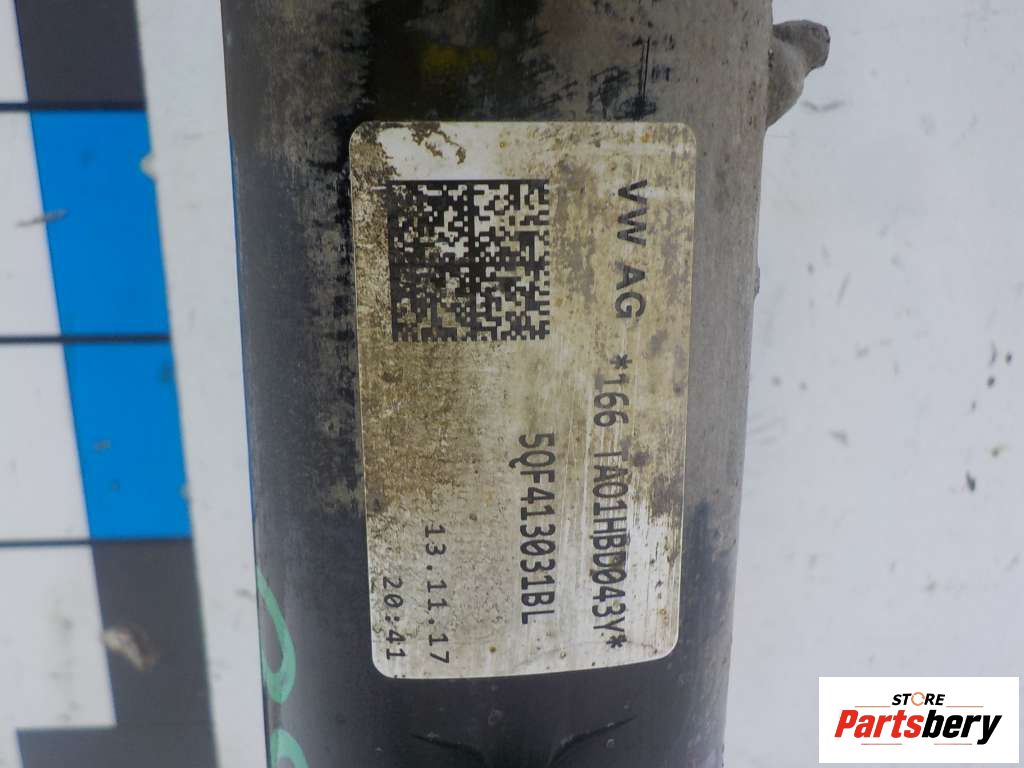 VW AG *166 TA01HBD043Y*
5QF413031BL
13.11.17
20:41
STORE
Partsbery